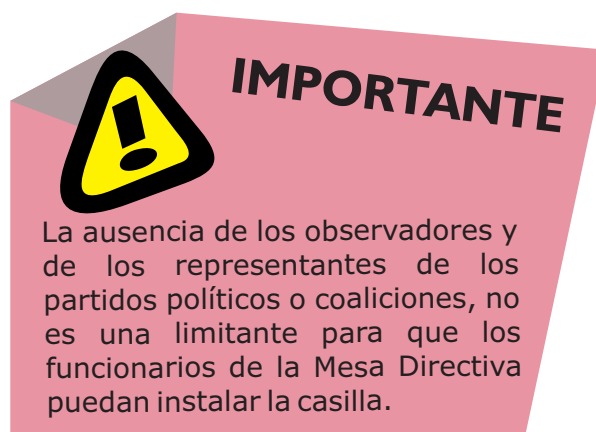 IMPORTANTE
La ausencia de los observadores y
de los representantes de los
partidos políticos o coaliciones, no
es una limitante para que los
funcionarios de la Mesa Directiva
puedan instalar la casilla.